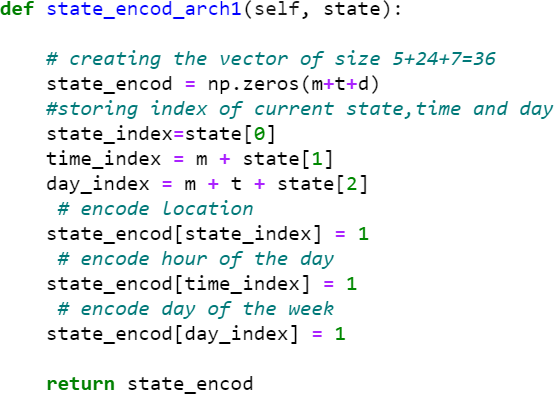 def state_encod_arch1(self, state):
# creating the vector of size 5+24+7=36
state_encod = np.zeros(m+t+d)
#storing index of current state,time and day
state_index=state[0]
time_index = m + state[1]
day_index = m + t + state[2]
# encode location
state_encod[state_index] = 1
# encode hour of the day
state_encod[time_index] = 1
# encode day of the week
state_encod[day_index] = 1
return state_encod